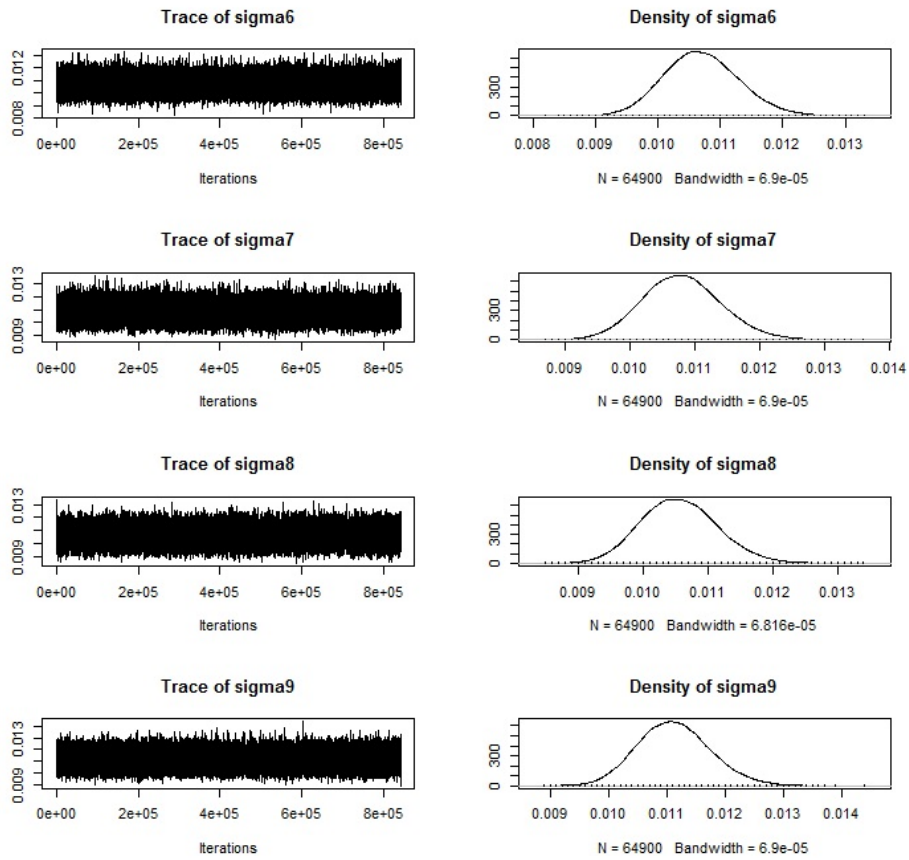 Trace of sigma6
0.008 0.012
0e+00 2e+05 4e+05 6e+05 8e+05
Iterations
Density of sigma6
0 300
0.008 0.009 0.010 0.011 0.012 0.013
N = 64900 Bandwidth = 6.9e-05
Trace of sigma7
0.009 0.013
0e+00 2e+05 4e+05 6e+05 8e+05
Iterations
Density of sigma7
0 300
0.009 0.010 0.011 0.012 0.013 0.014
N = 64900 Bandwidth = 6.9e-05
Trace of sigma8
0.009 0.013
0e+00 2e+05 4e+05 6e+05 8e+05
Iterations
Density of sigma8
0 300
0.009 0.010 0.011 0.012 0.013
N = 64900 Bandwidth = 6.816e-05
Trace of sigma9
0.009 0.013
0e+00 2e+05 4e+05 6e+05 8e+05
Iterations
Density of sigma9
0 300
0.009 0.010 0.011 0.012 0.013 0.014
N = 64900 Bandwidth = 6.9e-05